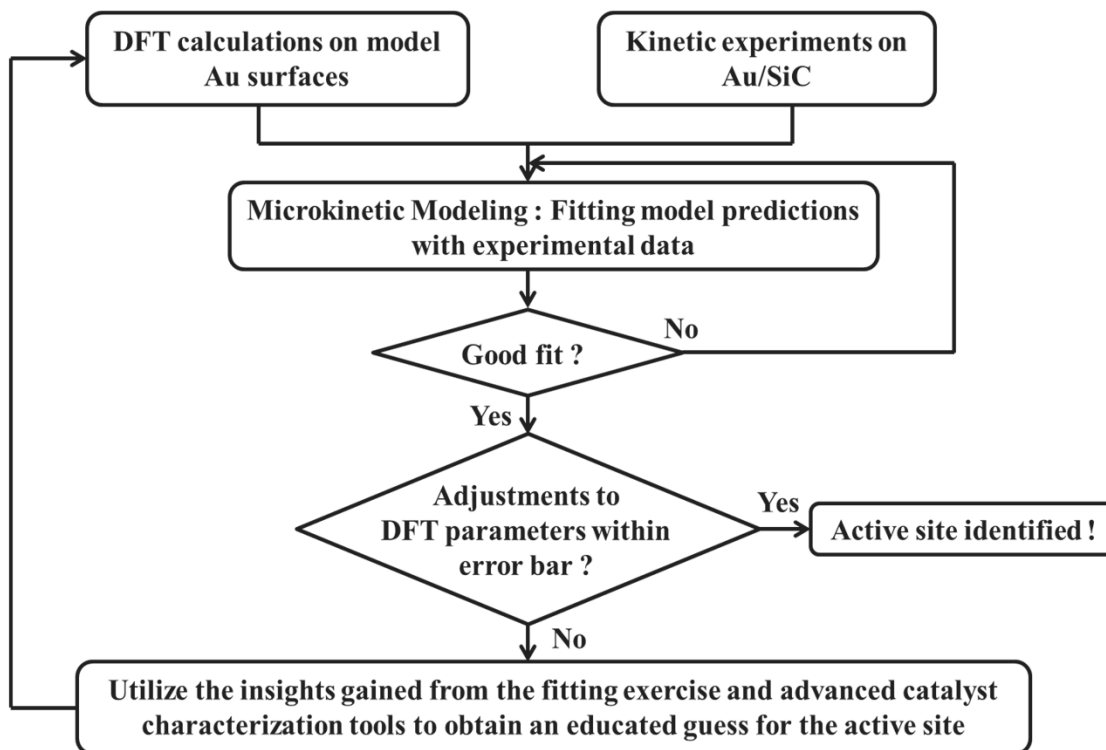 DFT calculations on model
Au surfaces
Kinetic experiments on
Au/SiC
Microkinetic Modeling : Fitting model predictions
with experimental data
Good fit ?
No
Yes
Adjustments to
DFT parameters within
error bar ?
Yes
Active site identified !
No
Utilize the insights gained from the fitting exercise and advanced catalyst
characterization tools to obtain an educated guess for the active site